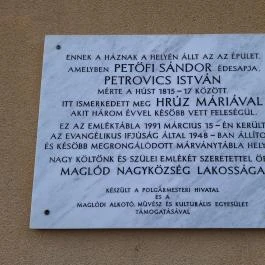 ENNEK A HÁZNAK A HELYÉN ÁLLT AZ AZ ÉPÜLET,
AMELYBEN PETŐFI SÁNDOR ÉDESAPJA,
PETROVICS ISTVÁN
MÉRTE A HÚST 1815-17 KÖZÖTT.
ITT ISMERKEDETT MEG HRÚZ MÁRIÁVAL
AKIT HÁROM ÉVVEL KÉSŐBB VETT FELESÉGÜL.
EZ AZ EMLÉKTÁBLA 1991 MÁRCIUS 15-ÉN KERÜLT
AZ EVANGÉLIKUS IFJÚSÁG ÁLTAL 1948-BAN ÁLLÍTO
ÉS KÉSŐBB MEGRONGÁLÓDOTT MÁRVÁNYTÁBLA HELY
NAGY KÖLTŐNK ÉS SZÜLEI EMLÉKÉT SZERETETTEL ŐR
MAGLÓD NAGYKÖZSÉG LAKOSSÁGA
KÉSZÜLT A POLGÁRMESTERI HIVATAL
ÉS A
MAGLÓDI ALKOTÓ, MŰVÉSZ ÉS KULTURÁLIS EGYESÜLET
TÁMOGATÁSÁVAL